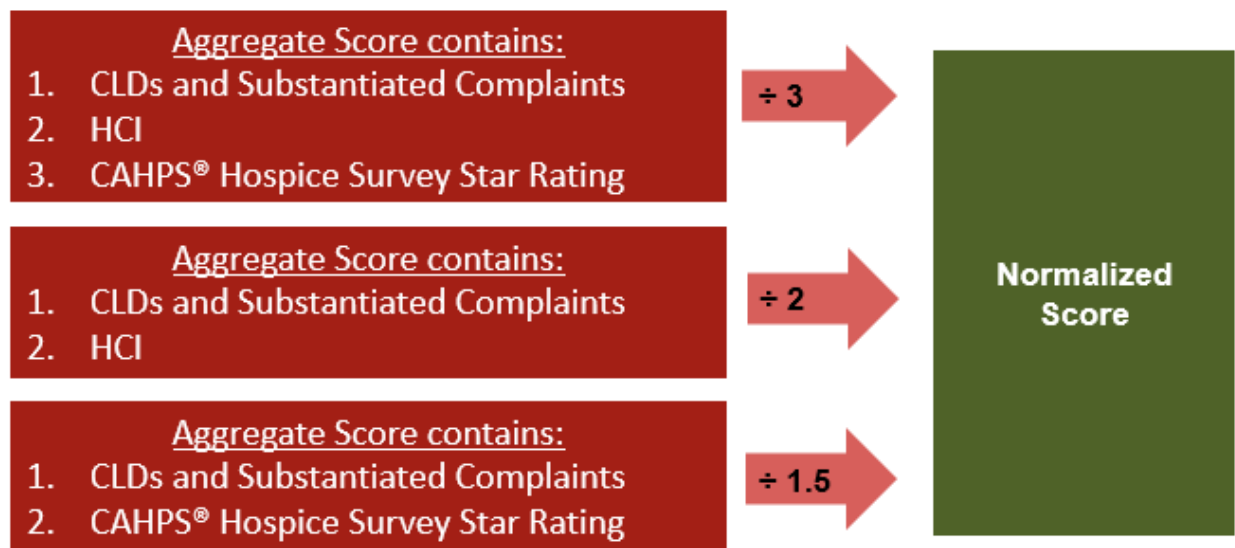 Aggregate Score contains:
1. CLDs and Substantiated Complaints
2. HCI
3. CAHPS® Hospice Survey Star Rating
÷ 3
Aggregate Score contains:
1. CLDs and Substantiated Complaints
2. HCI
÷ 2
Aggregate Score contains:
1. CLDs and Substantiated Complaints
2. CAHPS® Hospice Survey Star Rating
÷ 1.5
Normalized
Score